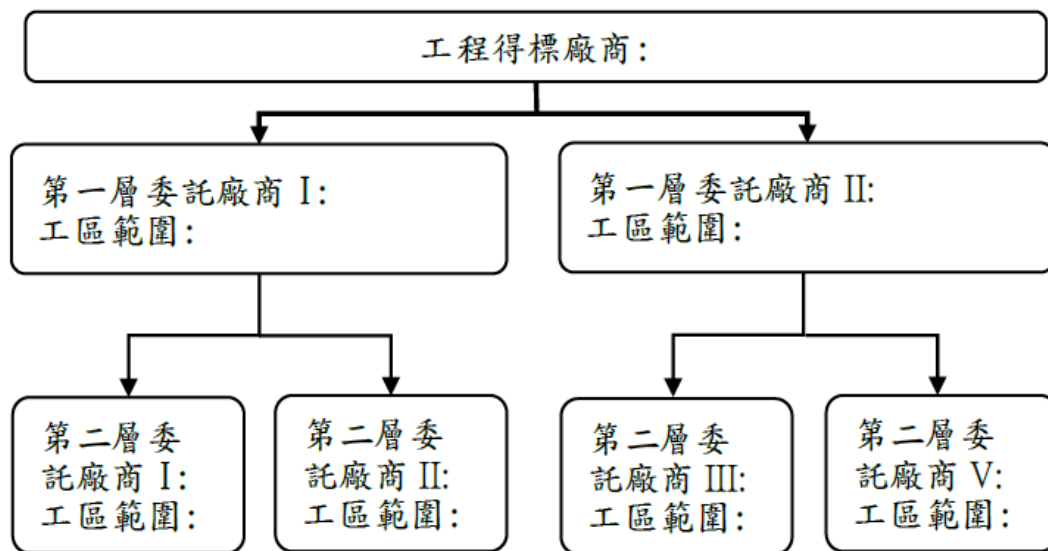 工程得標廠商:
第一層委託廠商 I:
工區範圍:
第一層委託廠商 II:
工區範圍:
第二層委
託廠商 I:
工區範圍:
第二層委
託廠商 II:
工區範圍:
第二層委
託廠商 III:
工區範圍:
第二層委
託廠商 V:
工區範圍: